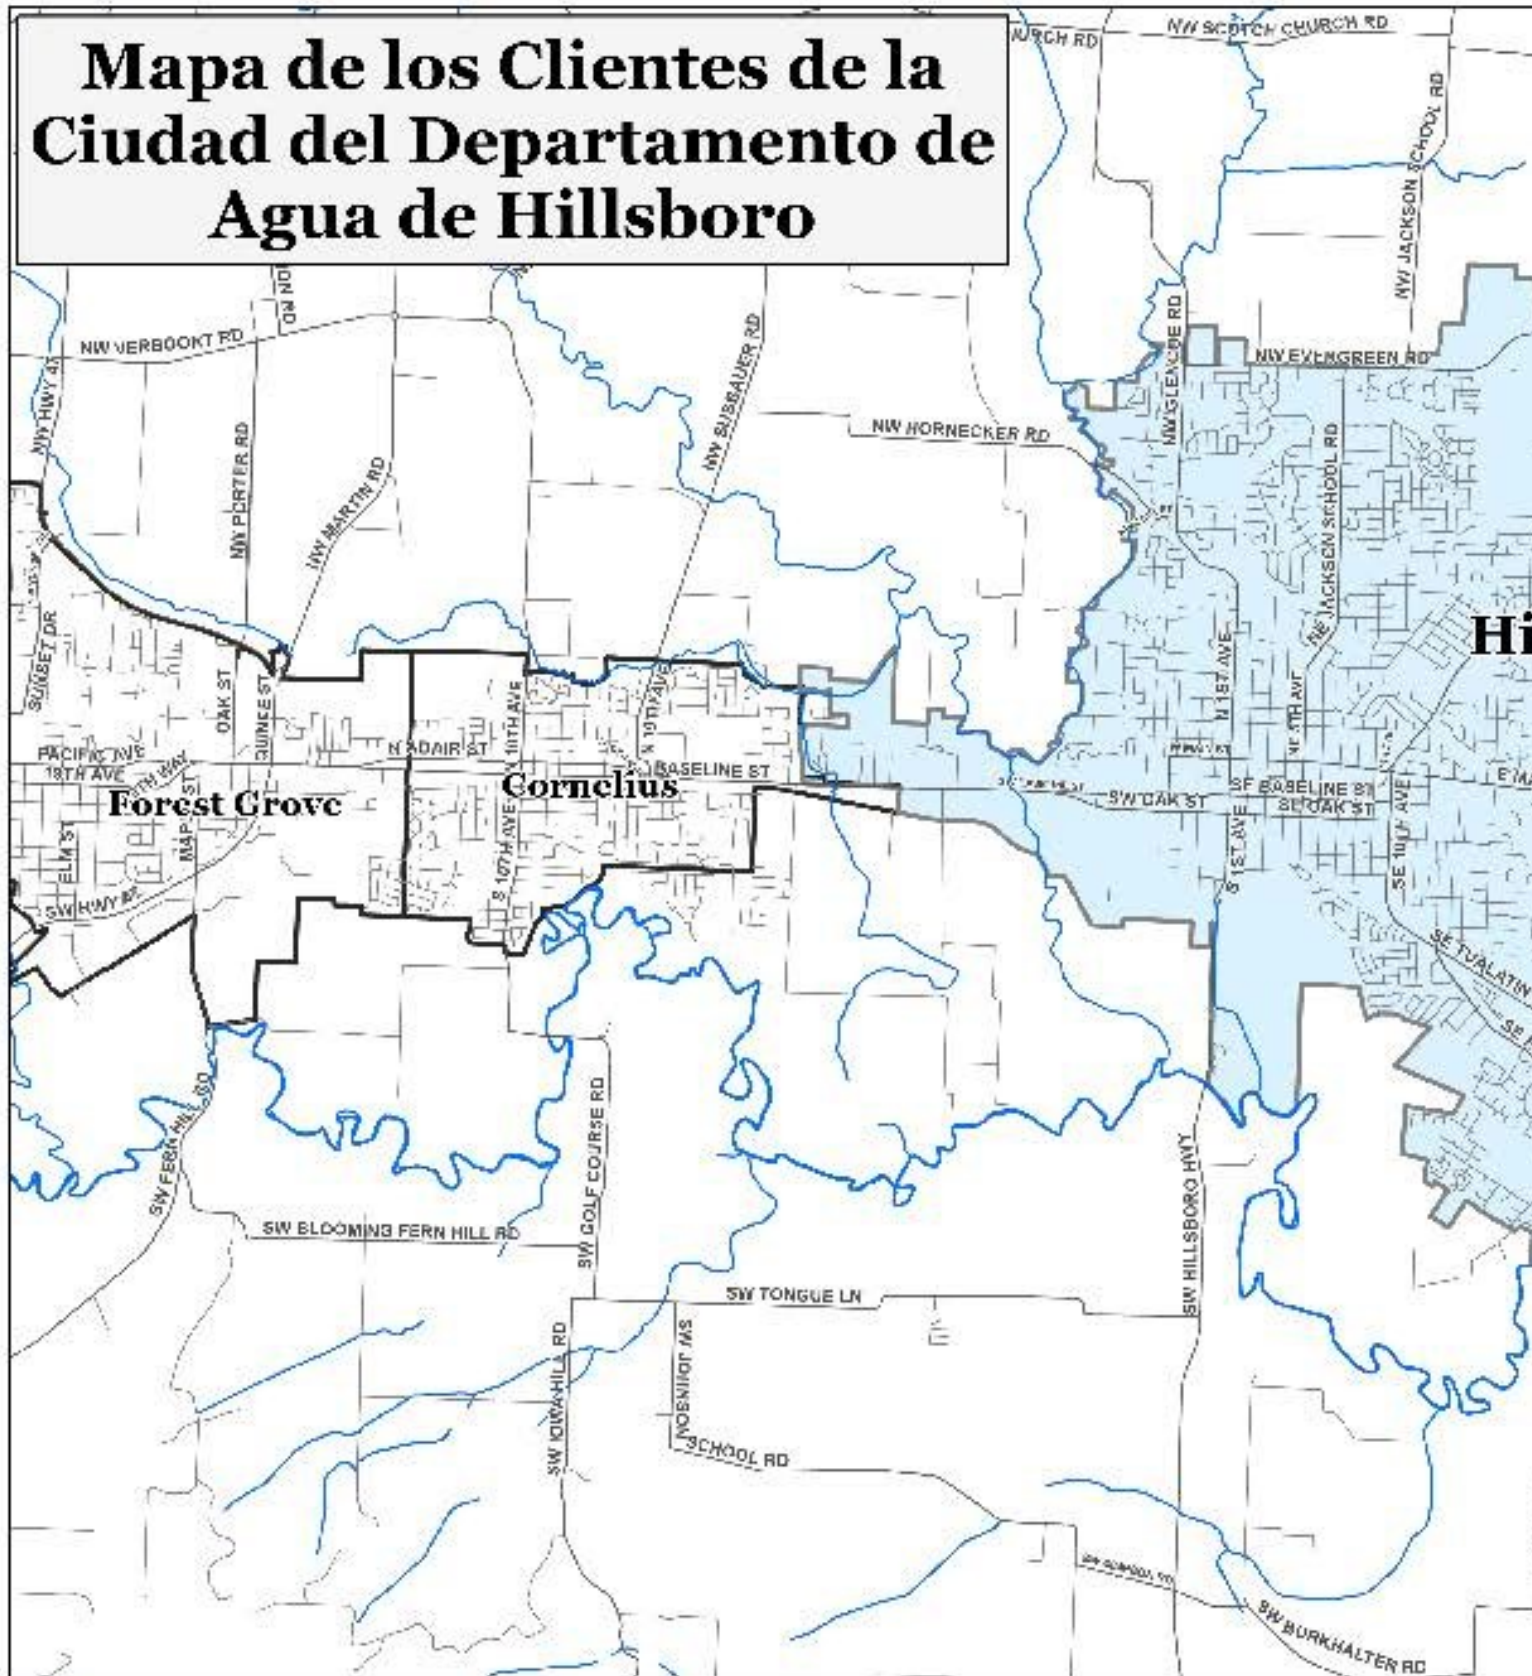 Mapa de los Clientes de la
Ciudad del Departamento de
Agua de Hillsboro
NW SCOTCH CHURCH RD
NW JACKSON SCHOOL RD
NW VERBOORT RD
NW EVERGREEN RD
NW GLENCOE RD
NW HORNECKER RD
NW SUSBAUER RD
NW HWY 47
NW PORTER RD
NW MARTIN RD
NE JACKSON SCHOOL RD
Hi
SUNSET DR
OAK ST
QUINCE ST
N 10TH AVE
N 19TH AVE
N 1ST AVE
N ADAIR ST
PACIFIC AVE
19TH AVE
BASELINE ST
Cornelius
Forest Grove
SW OAK ST
SE BASELINE ST
SE OAK ST
ELM ST
S 1ST AVE
SE 10TH AVE
SW HWY 47
SE TUALATIN
SW FERN HILL RD
SW GOLF COURSE RD
SW HILLSBORO HWY
SW BLOOMING FERN HILL RD
SW TONGUE LN
SW IOWA HILL RD
SW JOHNSON
SCHOOL RD
SW BURKHALTER RD